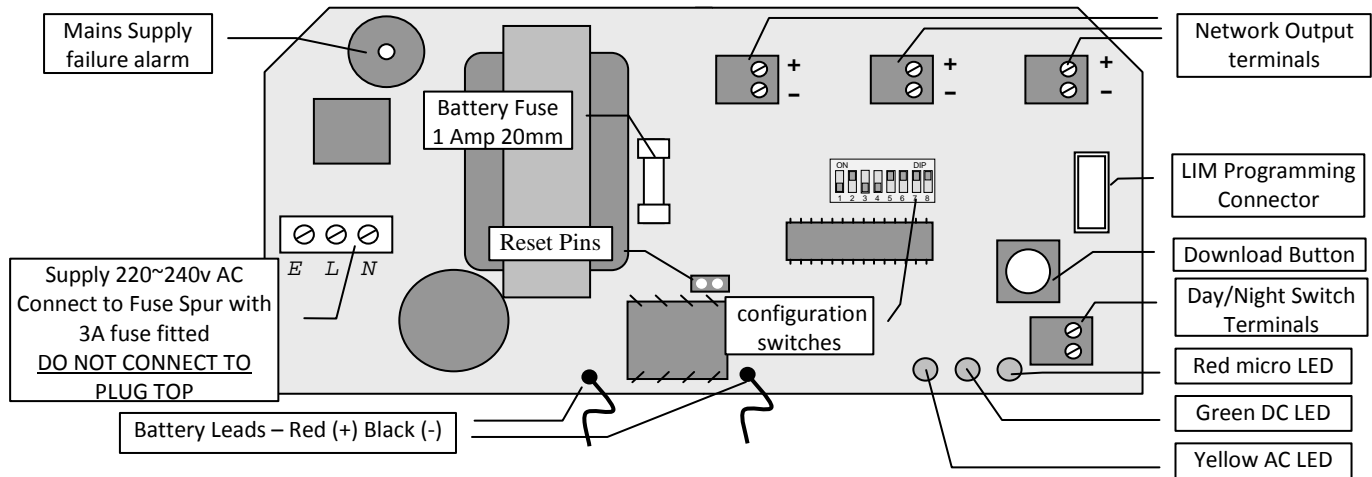 Mains Supply
failure alarm
Network Output
terminals
+
−
+
−
+
−
Battery Fuse
1 Amp 20mm
ON DIP
1 2 3 4 5 6 7 8
LIM Programming
Connector
Reset Pins
E L N
Download Button
Supply 220~240v AC
Connect to Fuse Spur with
3A fuse fitted
DO NOT CONNECT TO
PLUG TOP
configuration
switches
Day/Night Switch
Terminals
Red micro LED
Green DC LED
Battery Leads – Red (+) Black (-)
Yellow AC LED